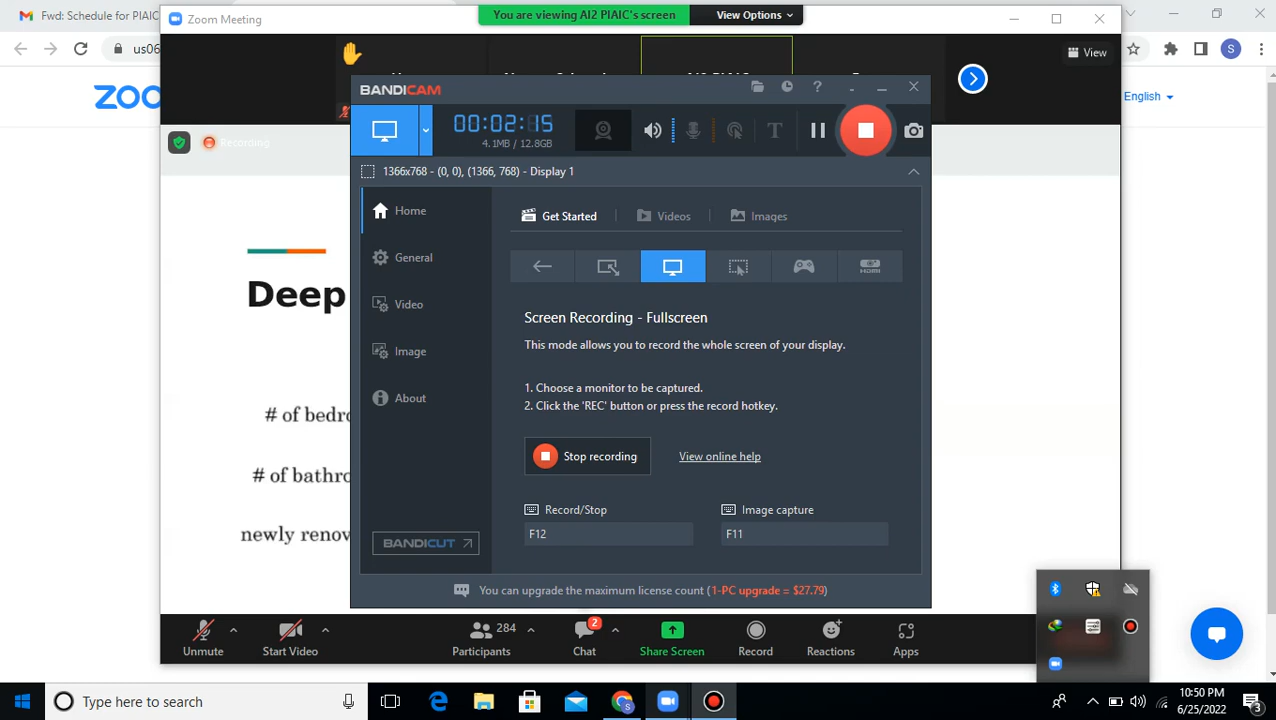 Fwd: Schedule for PIAIC
Zoom Meeting
You are viewing AI2 PIAIC's screen
View Options
us06
S
View
ZOO
English
BANDICAM
00:02:15
4.1MB / 12.8GB
T
Recording
1366x768 - (0, 0), (1366, 768) - Display 1
Home
Get Started
Videos
Images
General
HDMI
Deep
Video
Screen Recording - Fullscreen
This mode allows you to record the whole screen of your display.
Image
1. Choose a monitor to be captured.
2. Click the 'REC' button or press the record hotkey.
About
# of bedro
Stop recording
View online help
# of bathro
Record/Stop
Image capture
F12
F11
newly renov
BANDICUT
You can upgrade the maximum license count (1-PC upgrade = $27.79)
284
2
Unmute
Start Video
Participants
Chat
Share Screen
Record
Reactions
Apps
Type here to search
10:50 PM
6/25/2022
3